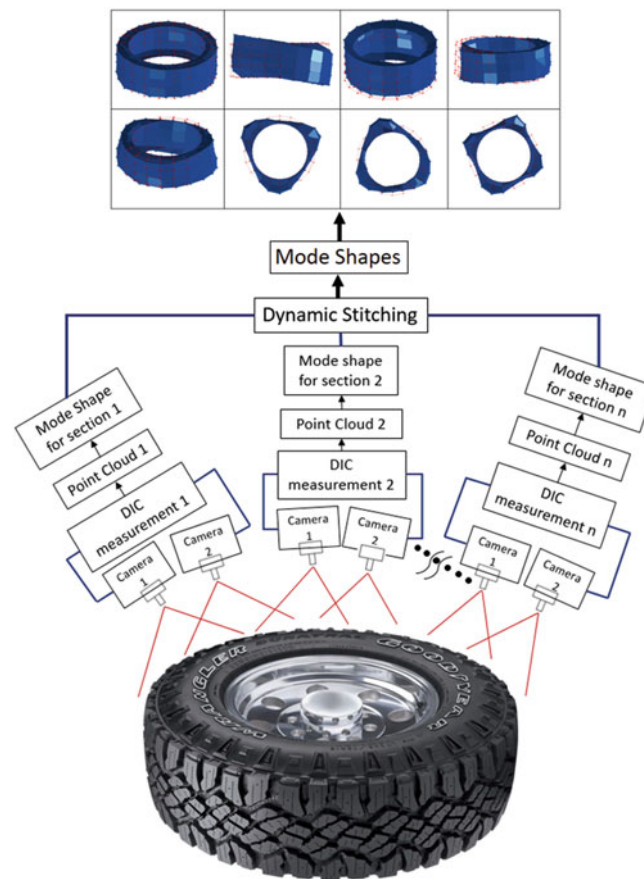 Mode Shapes
Dynamic Stitching
Mode Shape
for section 1
Point Cloud 1
DIC
measurement 1
Camera
1
Camera
2
Mode shape
for section 2
Point Cloud 2
DIC
measurement 2
Camera
1
Camera
2
Mode shape
for section n
Point Cloud n
DIC
measurement n
Camera
1
Camera
2
WRANGLER
GOODYEAR